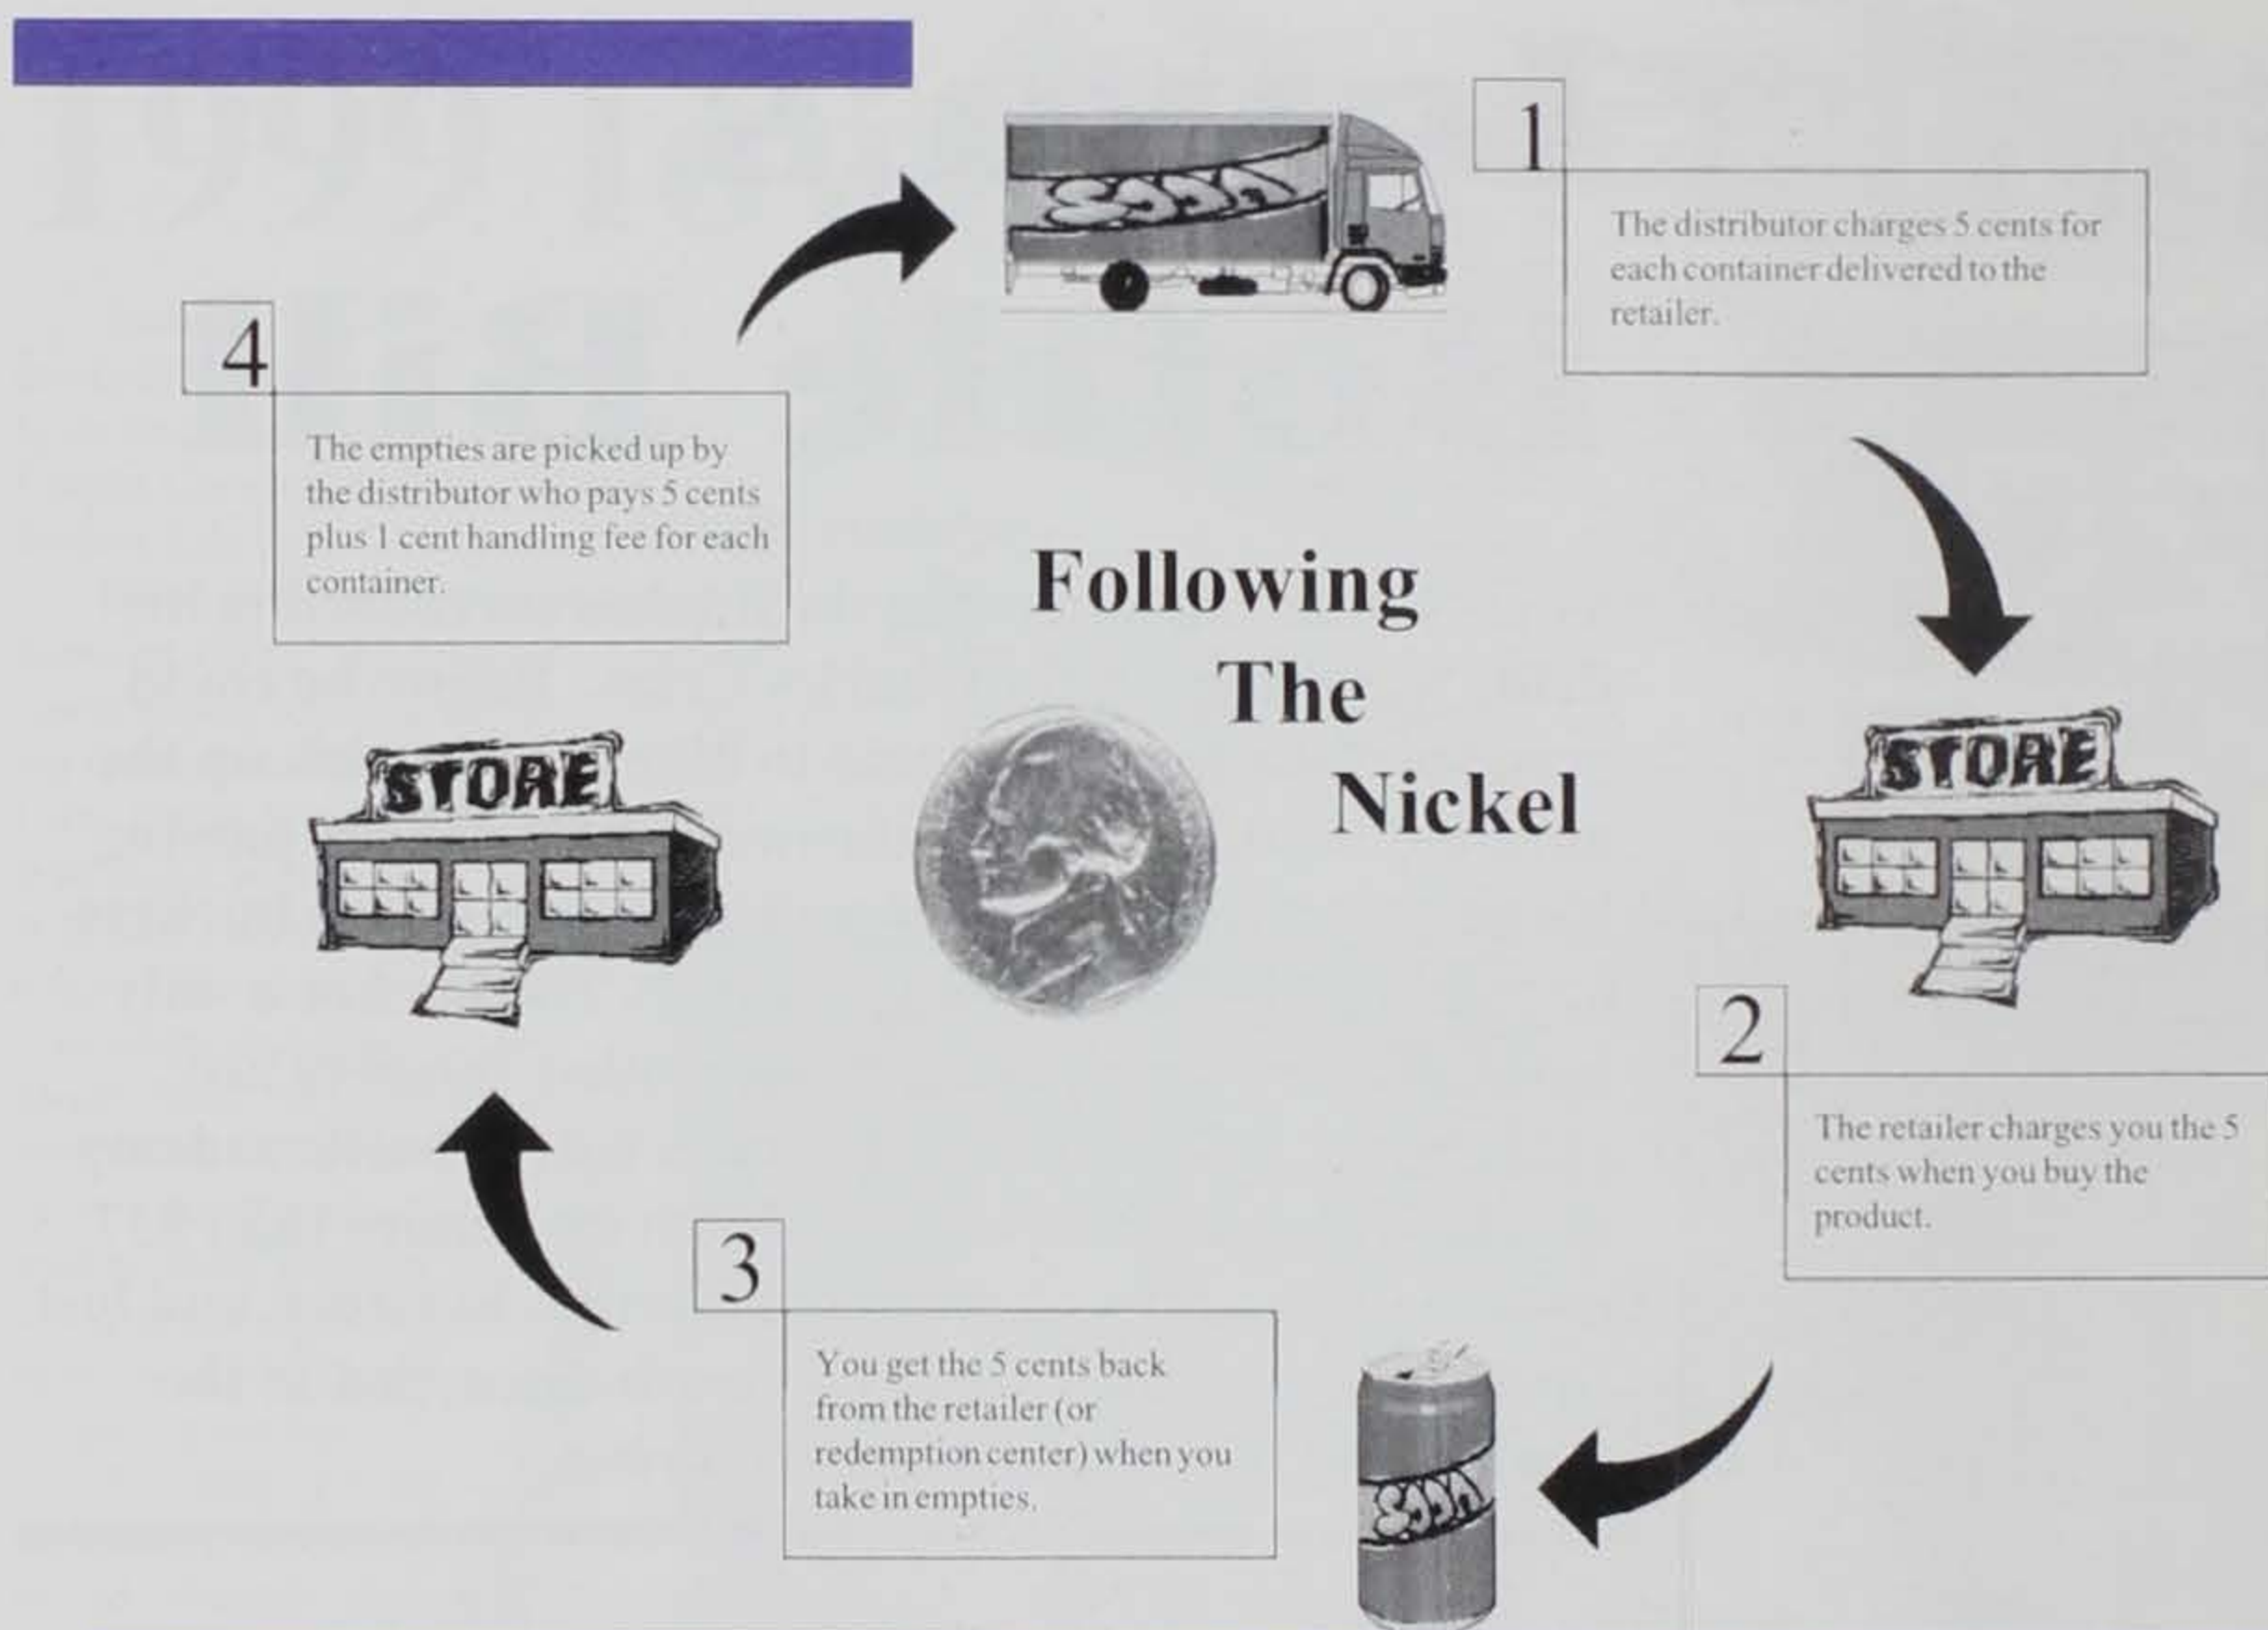 1
The distributor charges 5 cents for
each container delivered to the
retailer.
4
The empties are picked up by
the distributor who pays 5 cents
plus 1 cent handling fee for each
container.
Following
The
Nickel
STORE
STORE
2
The retailer charges you the 5
cents when you buy the
product.
3
You get the 5 cents back
from the retailer (or
redemption center) when you
take in empties.